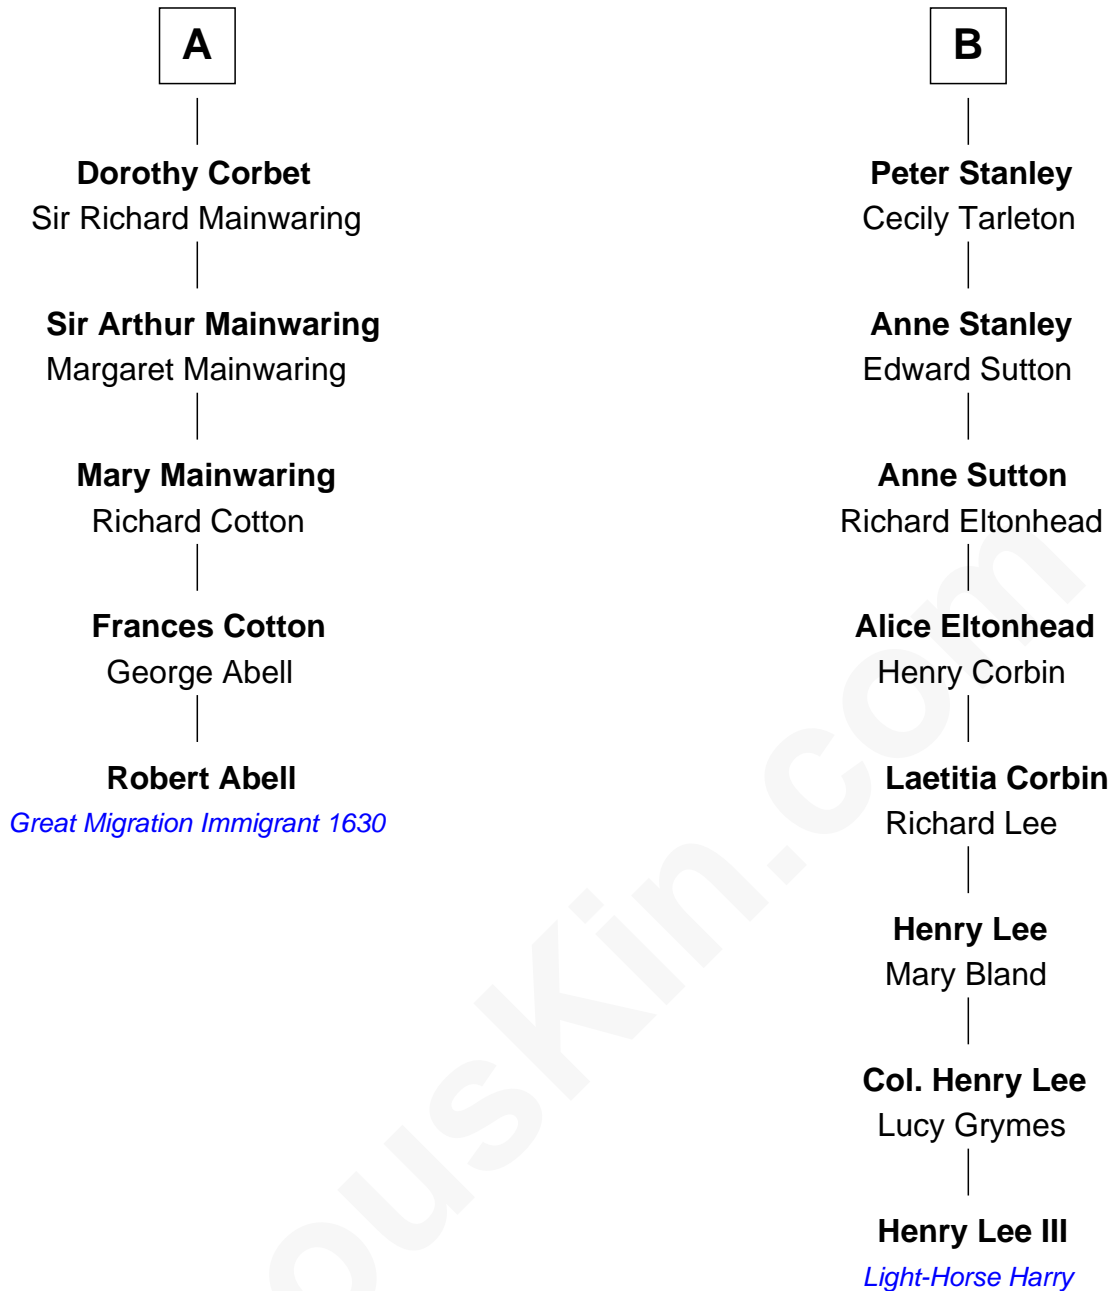 A
Dorothy Corbet
Sir Richard Mainwaring
Sir Arthur Mainwaring
Margaret Mainwaring
Mary Mainwaring
Richard Cotton
Frances Cotton
George Abell
Robert Abell
Great Migration Immigrant 1630
B
Peter Stanley
Cecily Tarleton
Anne Stanley
Edward Sutton
Anne Sutton
Richard Eltonhead
Alice Eltonhead
Henry Corbin
Laetitia Corbin
Richard Lee
Henry Lee
Mary Bland
Col. Henry Lee
Lucy Grymes
Henry Lee III
Light-Horse Harry
ousKin.com